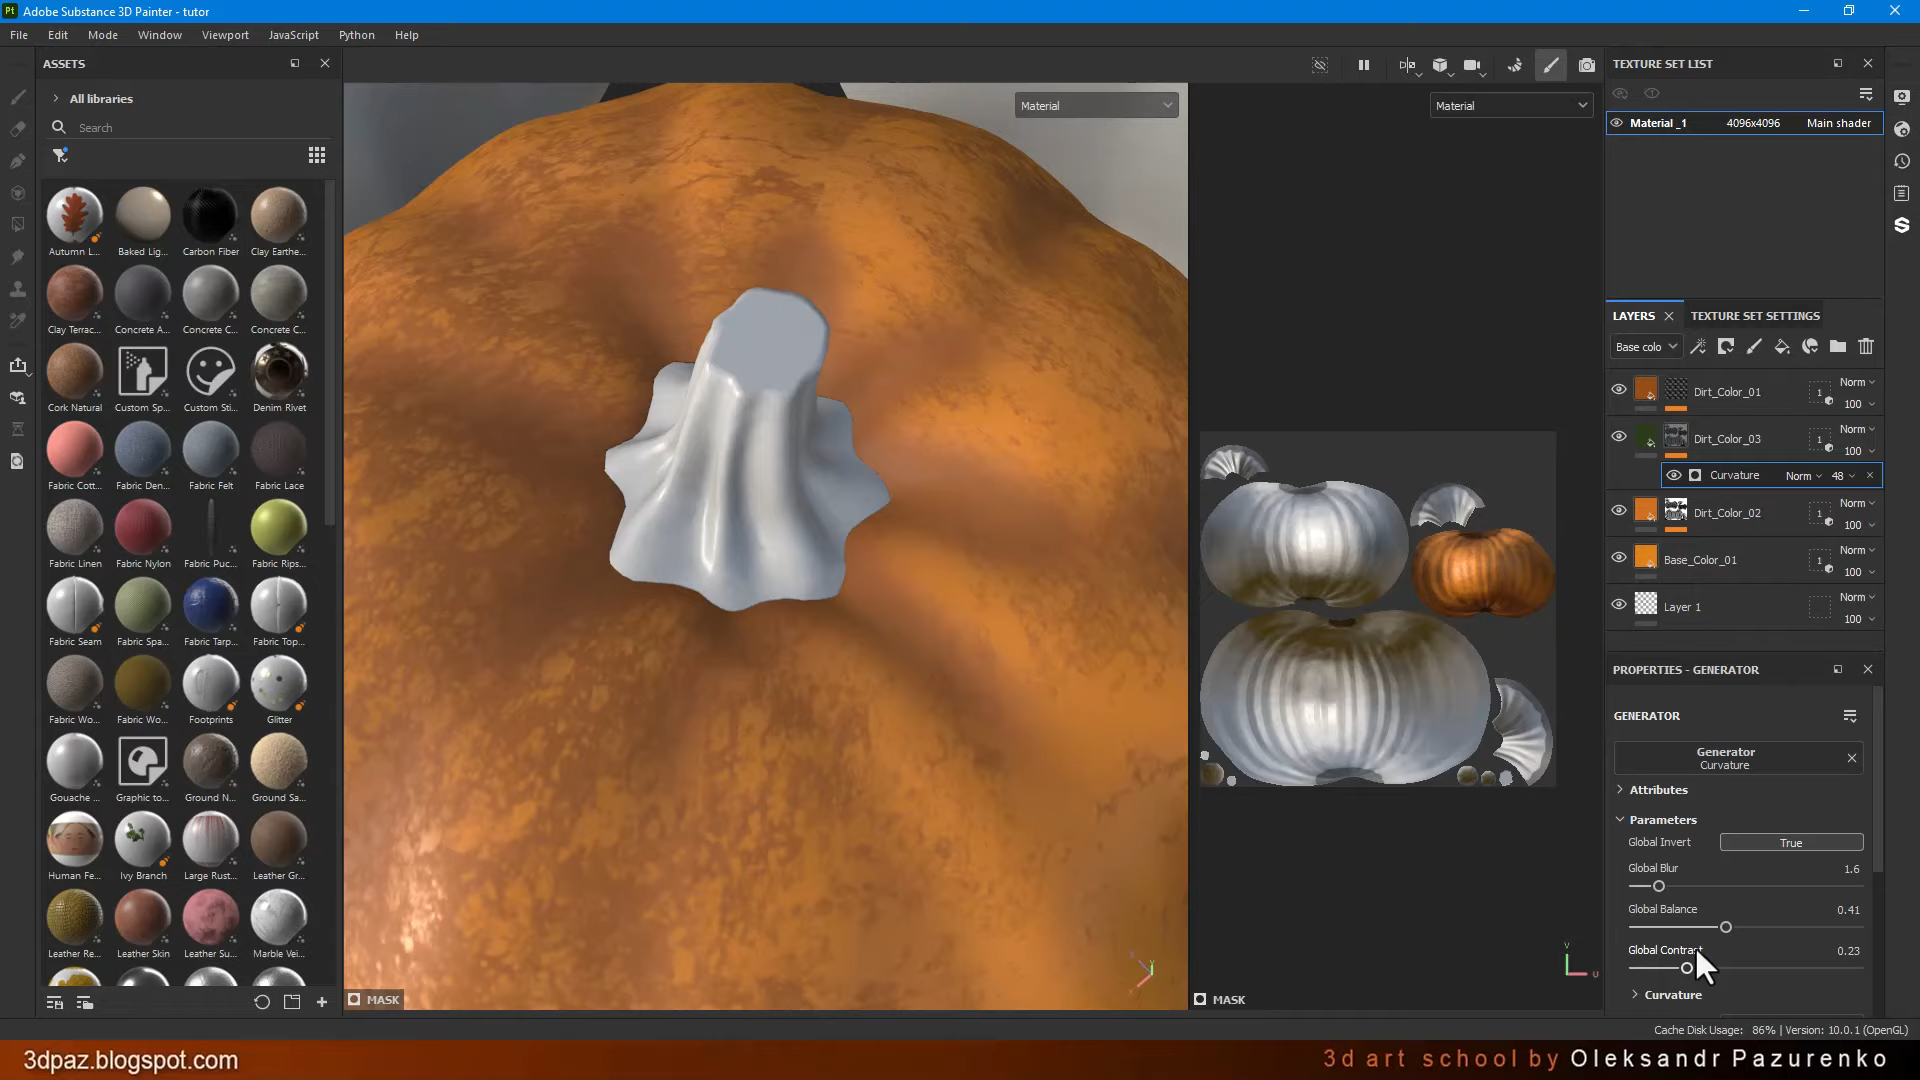 Pt Adobe Substance 3D Painter - tutor
File Edit Mode Window Viewport JavaScript Python Help
ASSETS
All libraries
Search
Autumn L... Baked Lig... Carbon Fiber Clay Earthe...
Clay Terrac... Concrete A... Concrete C... Concrete C...
Cork Natural Custom Sp... Custom Sti... Denim Rivet
Fabric Cott... Fabric Den... Fabric Felt Fabric Lace
Fabric Linen Fabric Nylon Fabric Puc... Fabric Rips...
Fabric Seam Fabric Spa... Fabric Tarp... Fabric Top...
Fabric Wo... Fabric Wo... Footprints Glitter
Gouache ... Graphic to... Ground N... Ground Sa...
Human Fe... Ivy Branch Large Rust... Leather Gr...
Leather Re... Leather Skin Leather Su... Marble Vei...
Material
MASK
Material
MASK
V
U
TEXTURE SET LIST
Material _1 4096x4096 Main shader
LAYERS TEXTURE SET SETTINGS
Base colo
Dirt_Color_01 1 Norm
100
Dirt_Color_03 1 Norm
100
Curvature Norm 48
Dirt_Color_02 1 Norm
100
Base_Color_01 1 Norm
100
Layer 1 Norm
100
PROPERTIES - GENERATOR
GENERATOR
Generator
Curvature
Attributes
Parameters
Global Invert True
Global Blur 1.6
Global Balance 0.41
Global Contrast 0.23
Curvature
Cache Disk Usage: 86% | Version: 10.0.1 (OpenGL)
3dpaz.blogspot.com
3d art school by Oleksandr Pazurenko